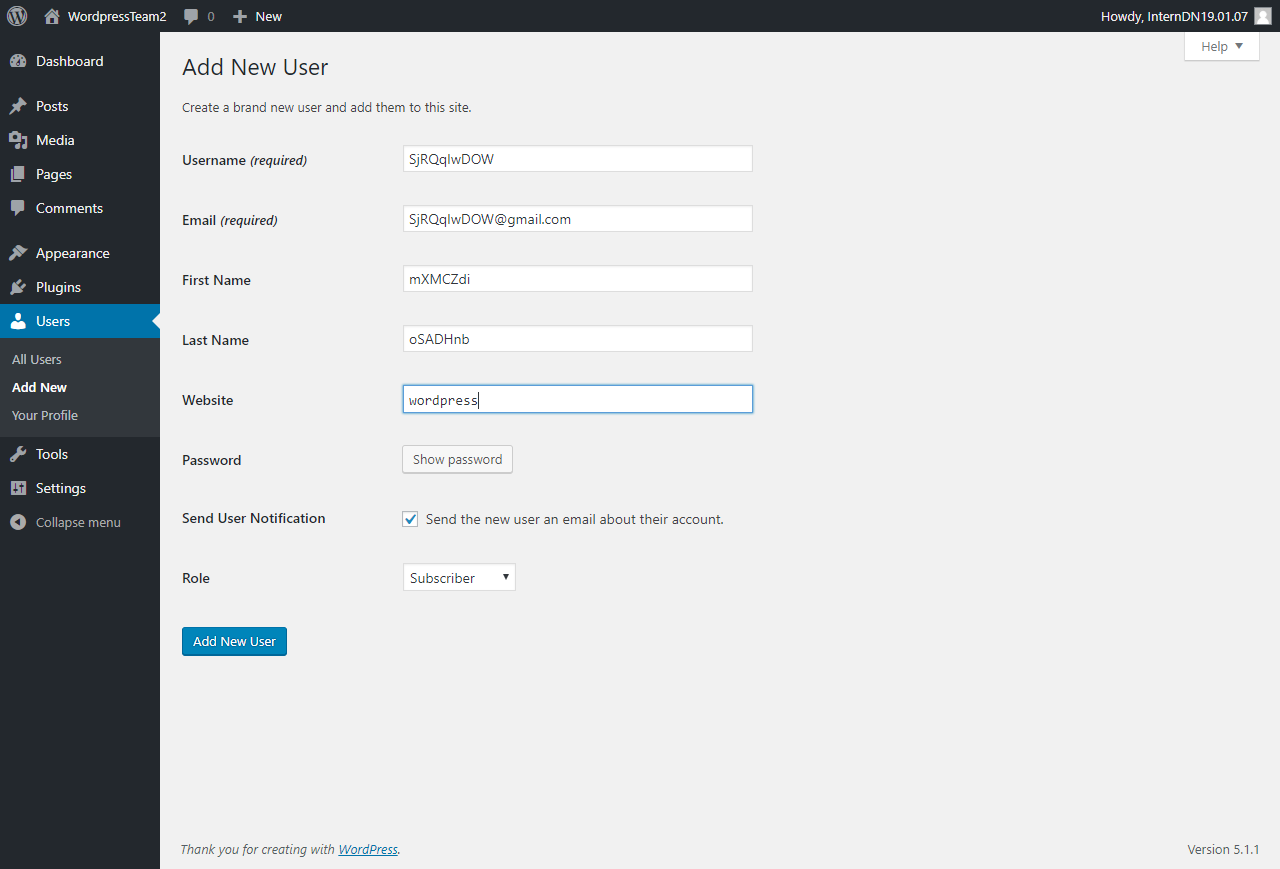 WordpressTeam2 0 New Howdy, InternDN19.01.07
Help
Dashboard
Posts
Media
Pages
Comments
Appearance
Plugins
Users
All Users
Add New
Your Profile
Tools
Settings
Collapse menu
Add New User
Create a brand new user and add them to this site.
Username (required) SjRQqlwDOW
Email (required) SjRQqlwDOW@gmail.com
First Name mXMCZdi
Last Name oSADHnb
Website wordpress
Password Show password
Send User Notification Send the new user an email about their account.
Role Subscriber
Add New User
Thank you for creating with WordPress. Version 5.1.1